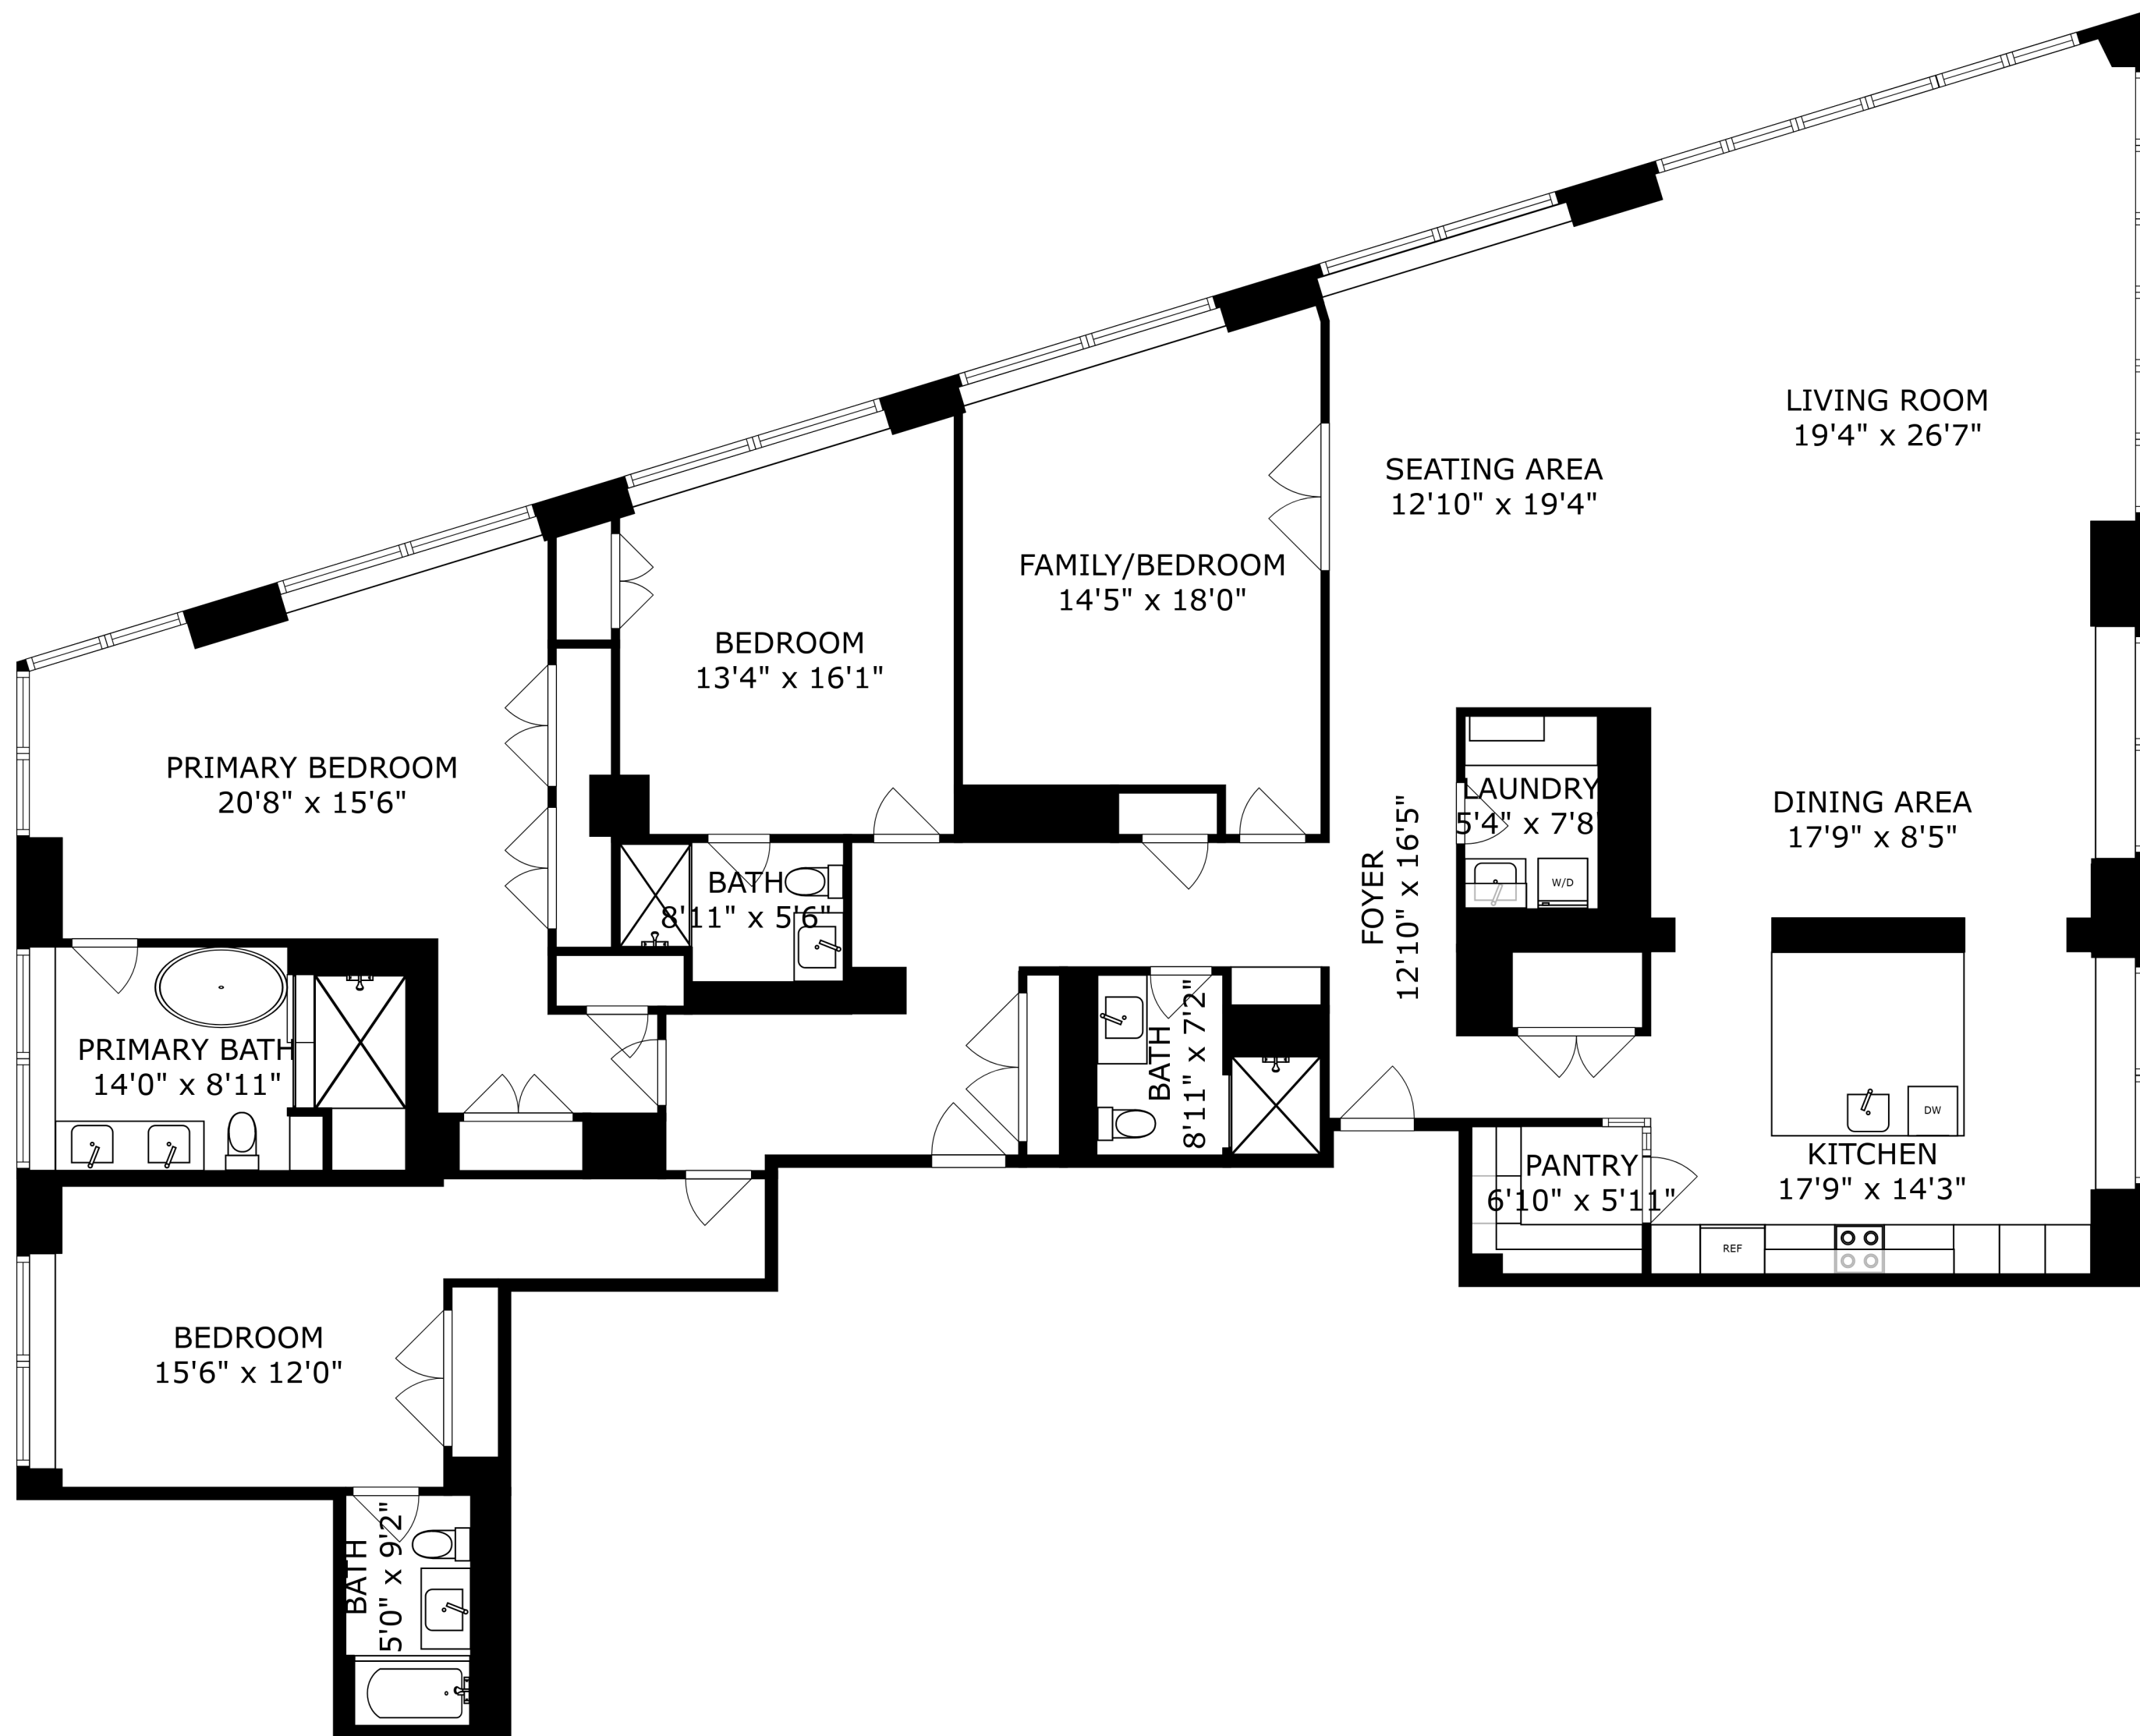 LIVING ROOM
19'4" x 26'7"
SEATING AREA
12'10" x 19'4"
FAMILY/BEDROOM
14'5" x 18'0"
BEDROOM
13'4" x 16'1"
PRIMARY BEDROOM
20'8" x 15'6"
LAUNDRY
5'4" x 7'8
W/D
DINING AREA
17'9" x 8'5"
FOYER
12'10" x 16'5"
BATH
8'11" x 5'6"
PRIMARY BATH
14'0" x 8'11"
BATH
8'11" x 7'2"
DW
KITCHEN
17'9" x 14'3"
PANTRY
6'10" x 5'11"
REF
BEDROOM
15'6" x 12'0"
BATH
5'0" x 9'2"